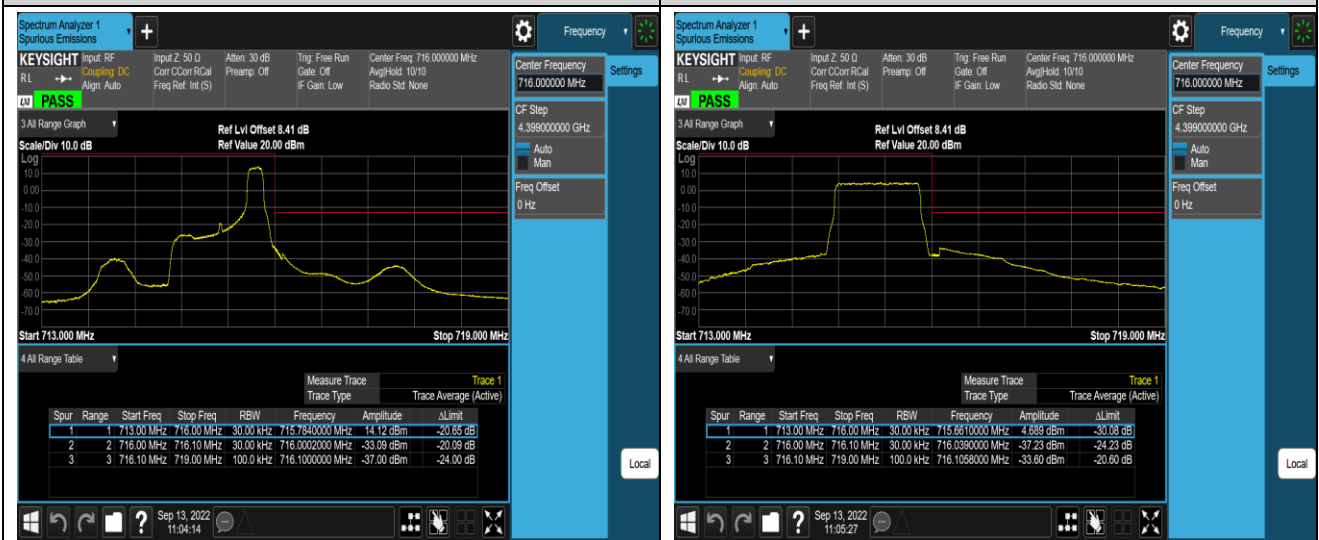 Spectrum Analyzer 1
Spurious Emissions
Frequency
KEYSIGHT Input: RF Input Z: 50 Ω Atten: 30 dB Trig: Free Run Center Freq: 716.000000 MHz
RL Coupling: DC Corr CCorr RCal Preamp: Off Gate: Off Avg|Hold: 10/10
Align: Auto Freq Ref: Int (S) IF Gain: Low Radio Std: None
LXI PASS
Center Frequency
716.000000 MHz
Settings
CF Step
4.399000000 GHz
Auto
Man
Freq Offset
0 Hz
Local
3 All Range Graph
Ref Lvl Offset 8.41 dB
Scale/Div 10.0 dB Ref Value 20.00 dBm
Log
10.0
0.00
-10.0
-20.0
-30.0
-40.0
-50.0
-60.0
-70.0
Start 713.000 MHz Stop 719.000 MHz
4 All Range Table
Measure Trace Trace 1
Trace Type Trace Average (Active)
Spur Range Start Freq Stop Freq RBW Frequency Amplitude ΔLimit
1 1 713.00 MHz 716.00 MHz 30.00 kHz 715.7840000 MHz 14.12 dBm -20.65 dB
2 2 716.00 MHz 716.10 MHz 30.00 kHz 716.0002000 MHz -33.09 dBm -20.09 dB
3 3 716.10 MHz 719.00 MHz 100.0 kHz 716.1000000 MHz -37.00 dBm -24.00 dB
? Sep 13, 2022
11:04:14
Spectrum Analyzer 1
Spurious Emissions
Frequency
KEYSIGHT Input: RF Input Z: 50 Ω Atten: 30 dB Trig: Free Run Center Freq: 716.000000 MHz
RL Coupling: DC Corr CCorr RCal Preamp: Off Gate: Off Avg|Hold: 10/10
Align: Auto Freq Ref: Int (S) IF Gain: Low Radio Std: None
LXI PASS
Center Frequency
716.000000 MHz
Settings
CF Step
4.399000000 GHz
Auto
Man
Freq Offset
0 Hz
Local
3 All Range Graph
Ref Lvl Offset 8.41 dB
Scale/Div 10.0 dB Ref Value 20.00 dBm
Log
10.0
0.00
-10.0
-20.0
-30.0
-40.0
-50.0
-60.0
-70.0
Start 713.000 MHz Stop 719.000 MHz
4 All Range Table
Measure Trace Trace 1
Trace Type Trace Average (Active)
Spur Range Start Freq Stop Freq RBW Frequency Amplitude ΔLimit
1 1 713.00 MHz 716.00 MHz 30.00 kHz 715.6610000 MHz 4.689 dBm -30.08 dB
2 2 716.00 MHz 716.10 MHz 30.00 kHz 716.0390000 MHz -37.23 dBm -24.23 dB
3 3 716.10 MHz 719.00 MHz 100.0 kHz 716.1058000 MHz -33.60 dBm -20.60 dB
? Sep 13, 2022
11:05:27